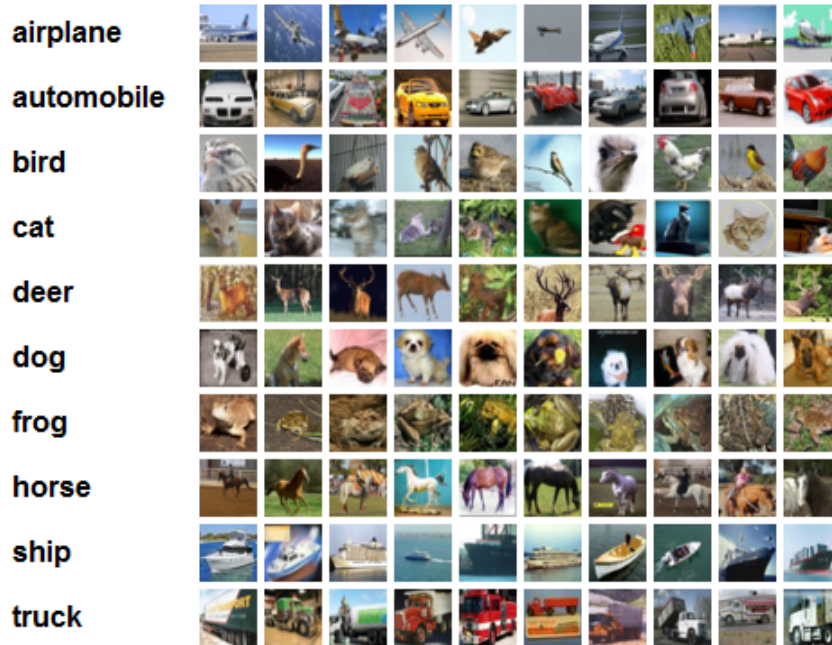 airplane
automobile
bird
cat
deer
dog
frog
horse
ship
truck